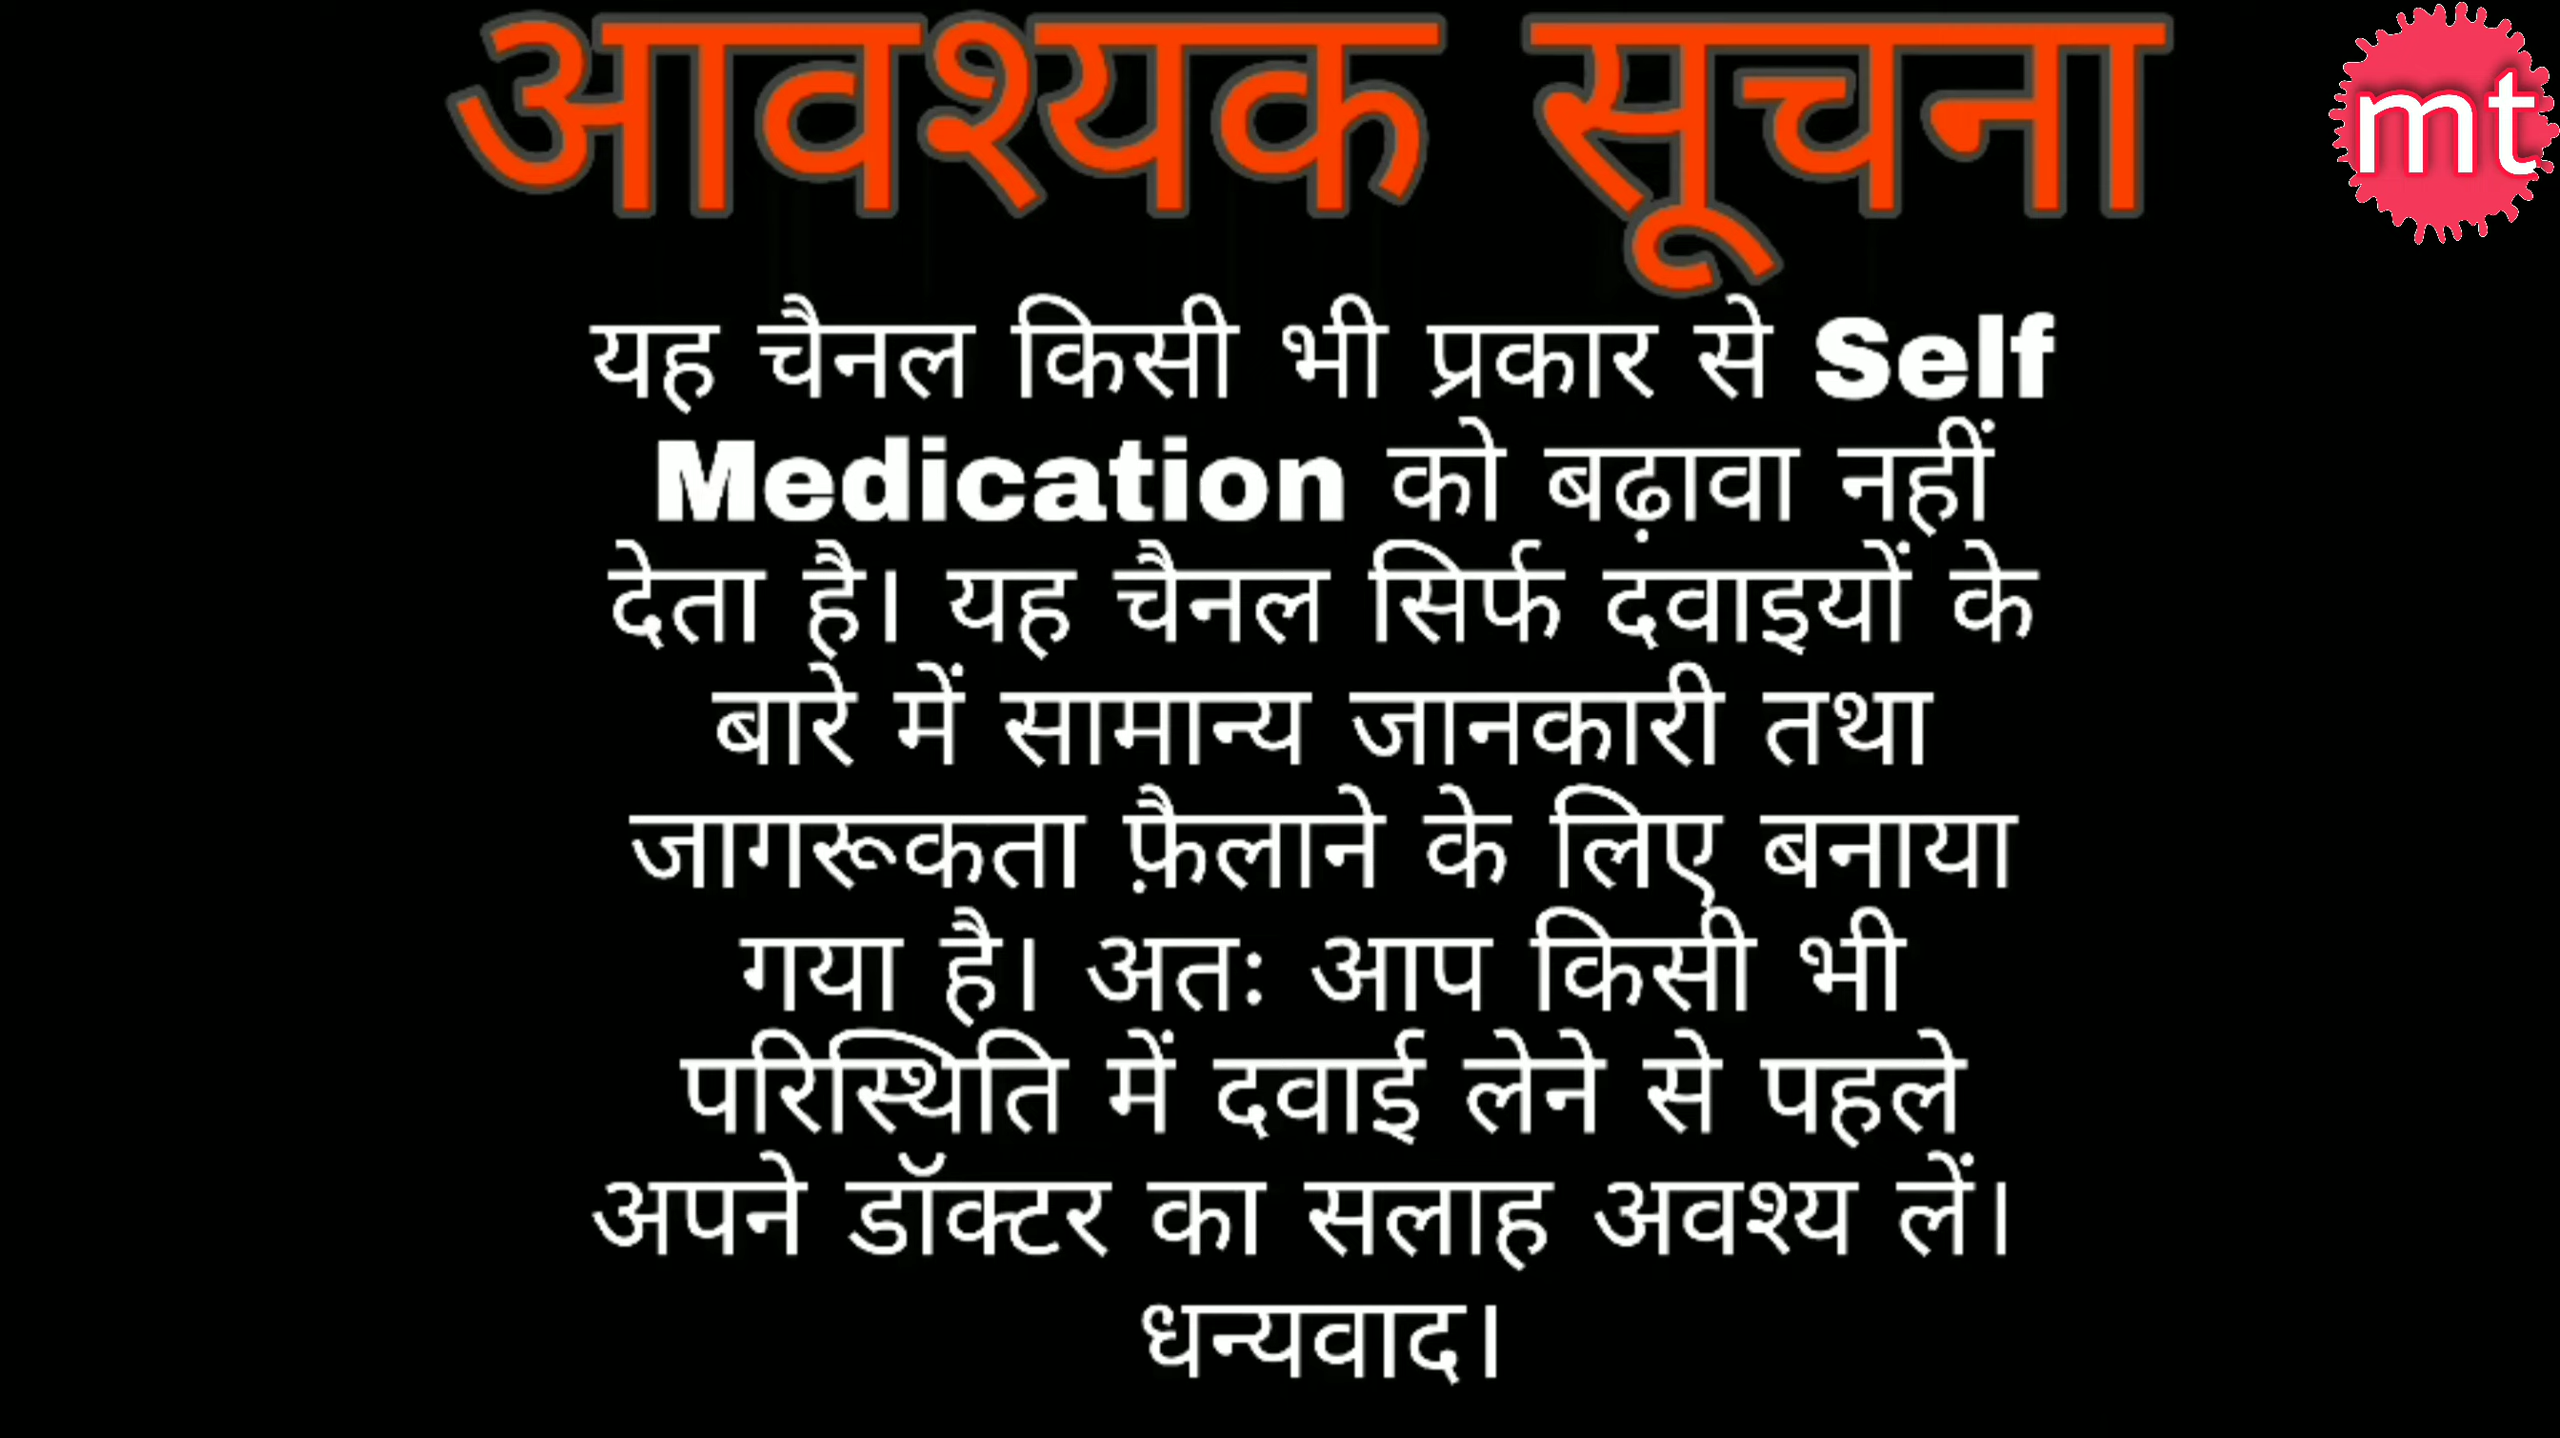 आवश्यक सूचना
mt
यह चैनल किसी भी प्रकार से Self
Medication को बढ़ावा नहीं
देता है। यह चैनल सिर्फ दवाइयों के
बारे में सामान्य जानकारी तथा
जागरूकता फ़ैलाने के लिए बनाया
गया है। अतः आप किसी भी
परिस्थिति में दवाई लेने से पहले
अपने डॉक्टर का सलाह अवश्य लें।
धन्यवाद।